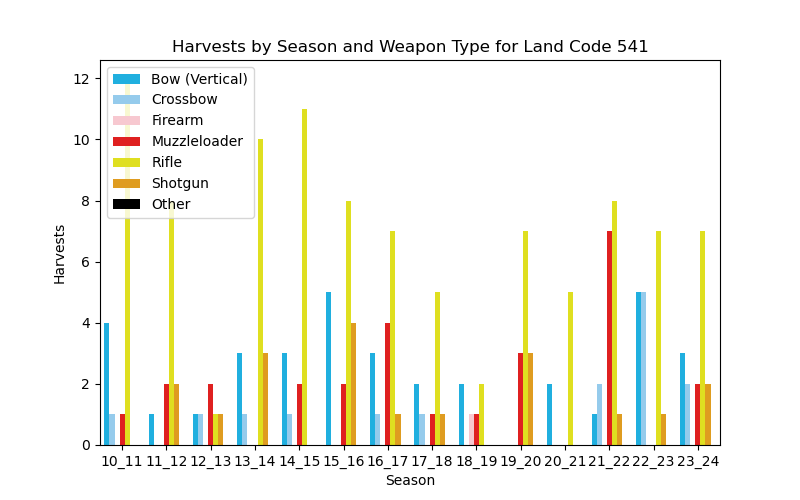 Harvests by Season and Weapon Type for Land Code 541
Bow (Vertical)
Crossbow
Firearm
Muzzleloader
Rifle
Shotgun
Other
Harvests
12
10
8
6
4
2
0
10_11 11_12 12_13 13_14 14_15 15_16 16_17 17_18 18_19 19_20 20_21 21_22 22_23 23_24
Season